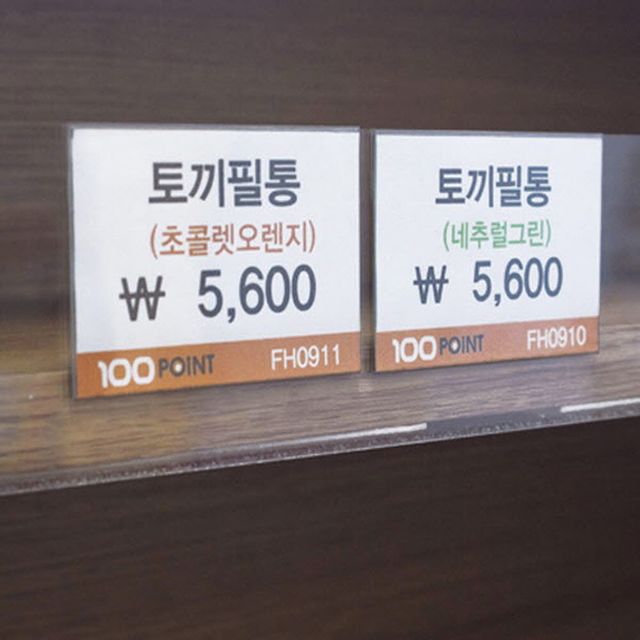 토끼필통
(초콜렛오렌지)
₩ 5,600
100 POINT FH0911
토끼필통
(네추럴그린)
₩ 5,600
100 POINT FH0910